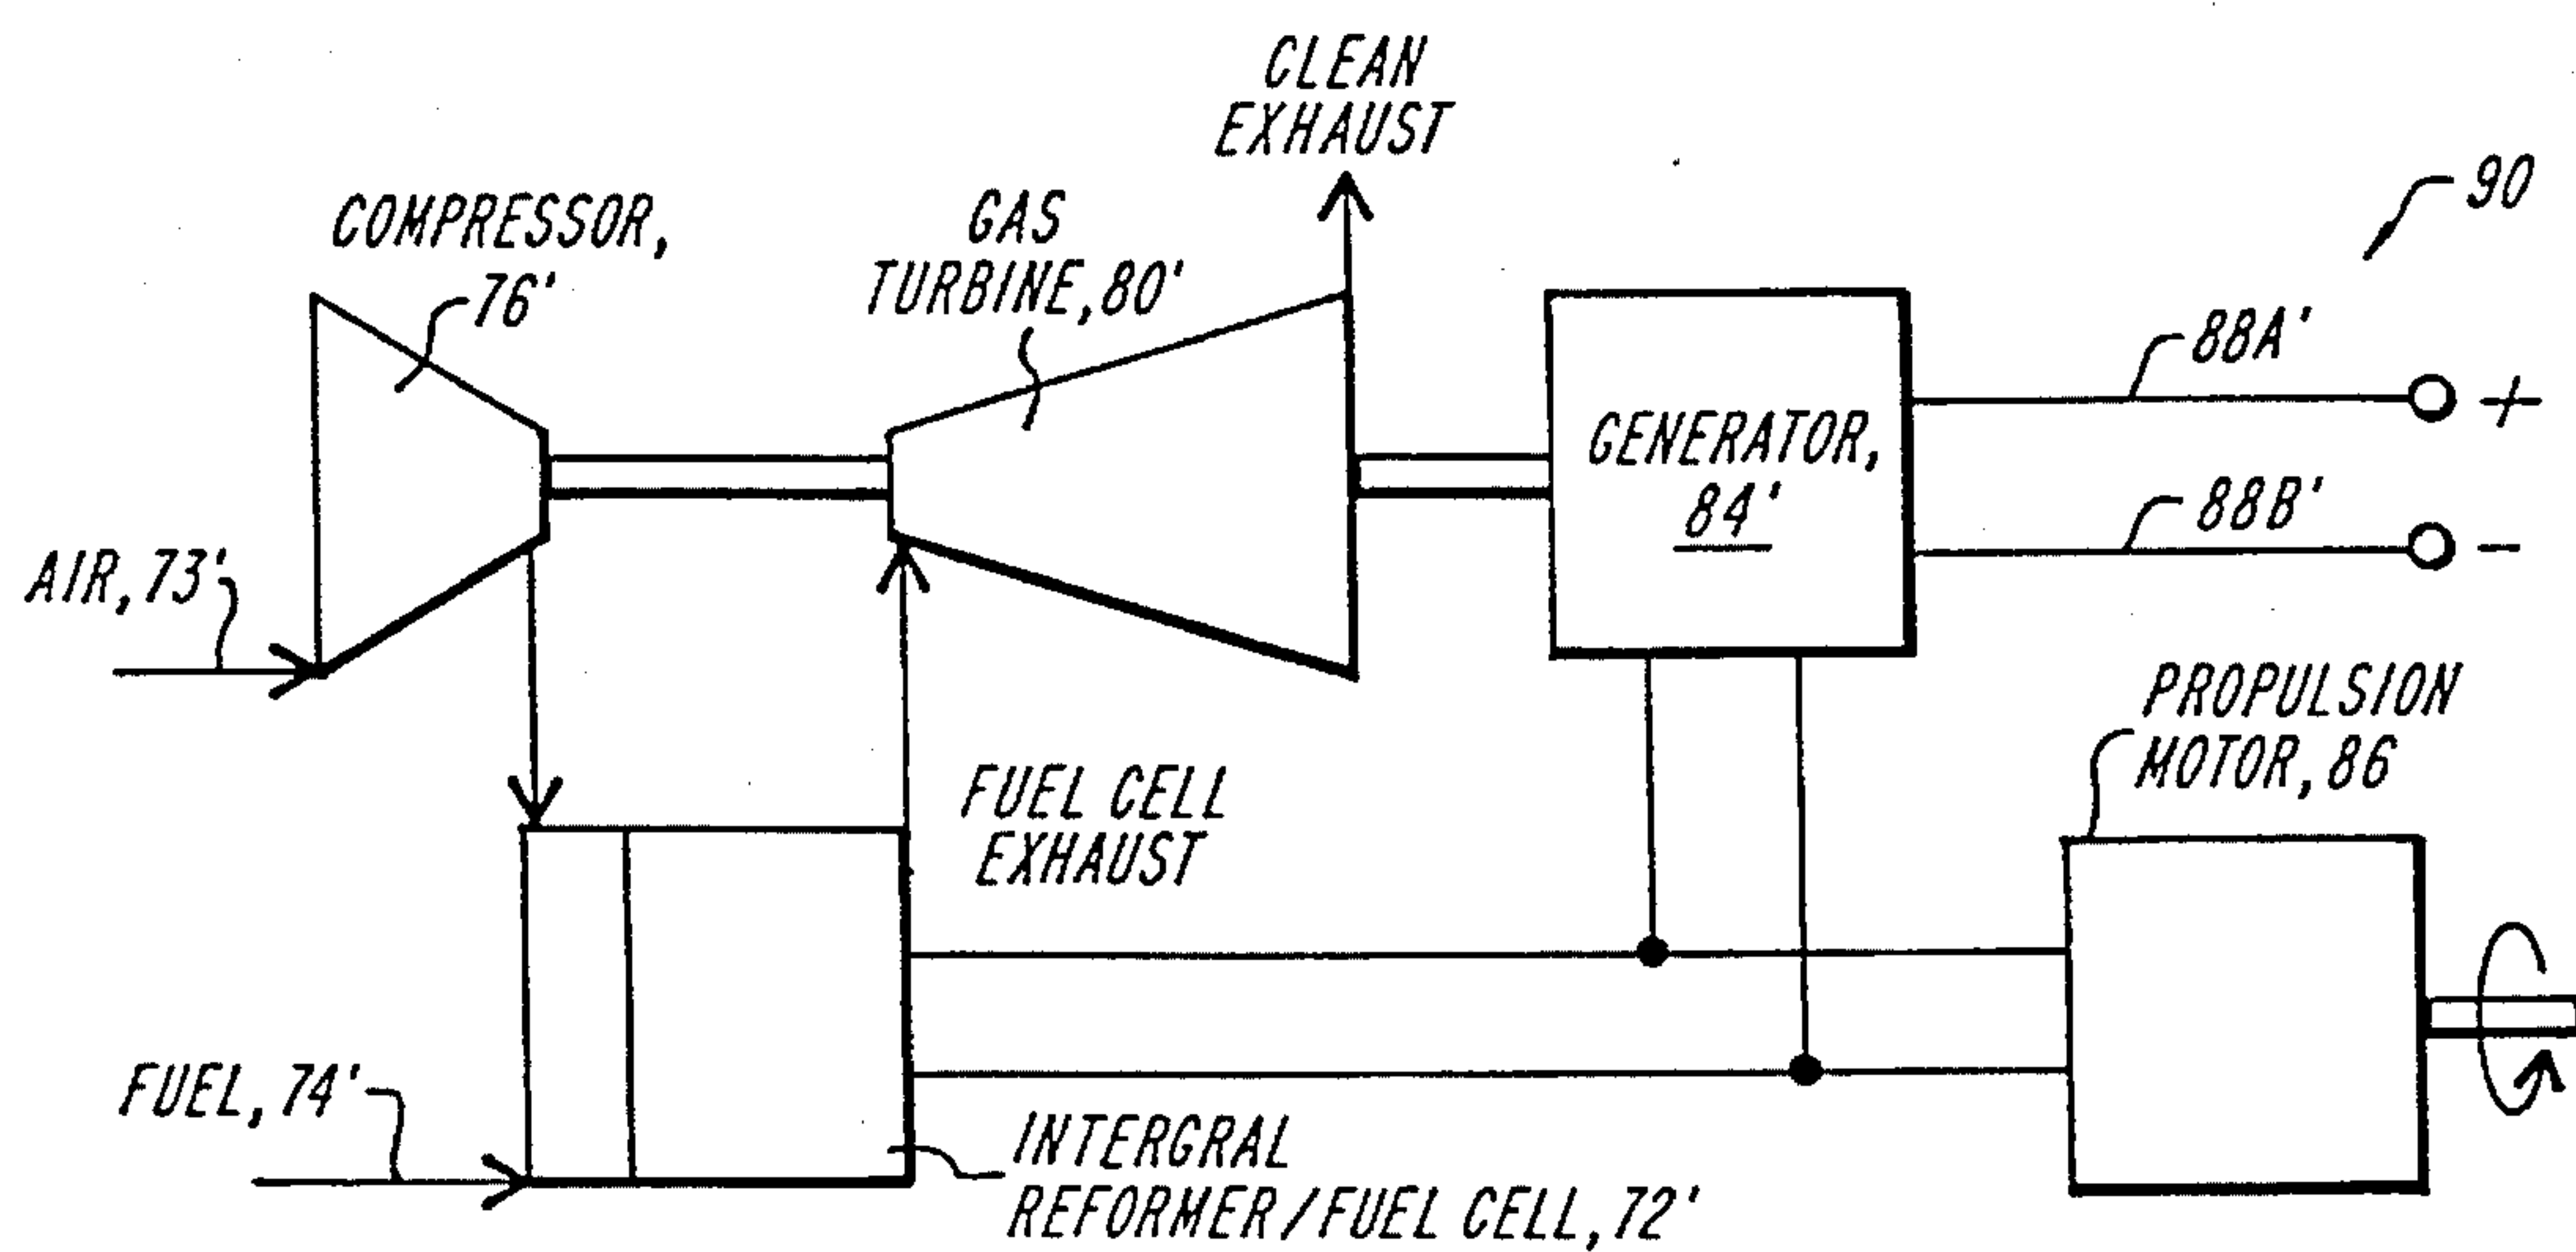 CLEAN
EXHAUST
90
COMPRESSOR,
76'
GAS
TURBINE, 80'
88A'
+
GENERATOR,
84'
88B'
-
AIR, 73'
PROPULSION
MOTOR, 86
FUEL CELL
EXHAUST
FUEL, 74'
INTERGRAL
REFORMER/FUEL CELL, 72'